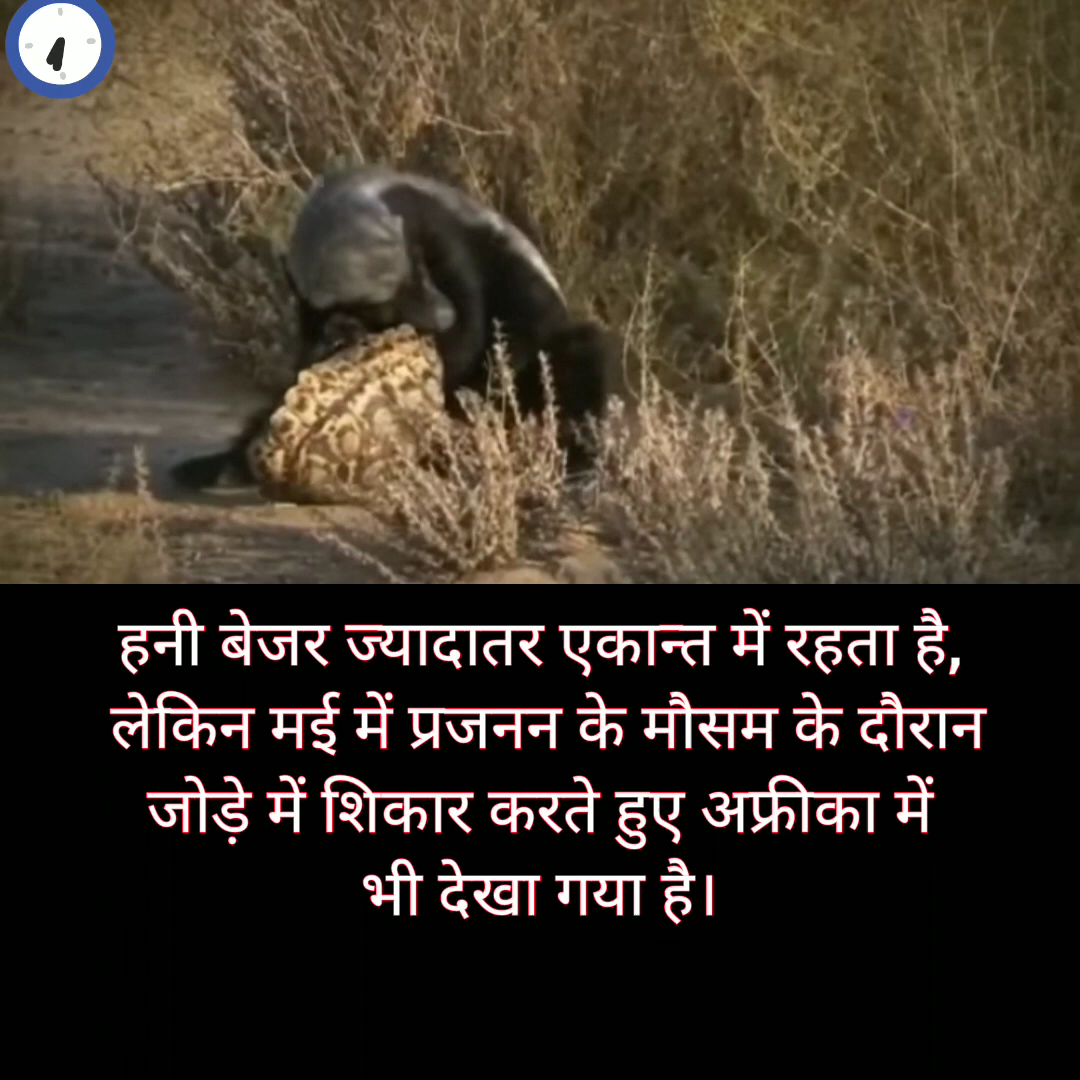 हनी बेजर ज्यादातर एकान्त में रहता है,
लेकिन मई में प्रजनन के मौसम के दौरान
जोड़े में शिकार करते हुए अफ्रीका में
भी देखा गया है।